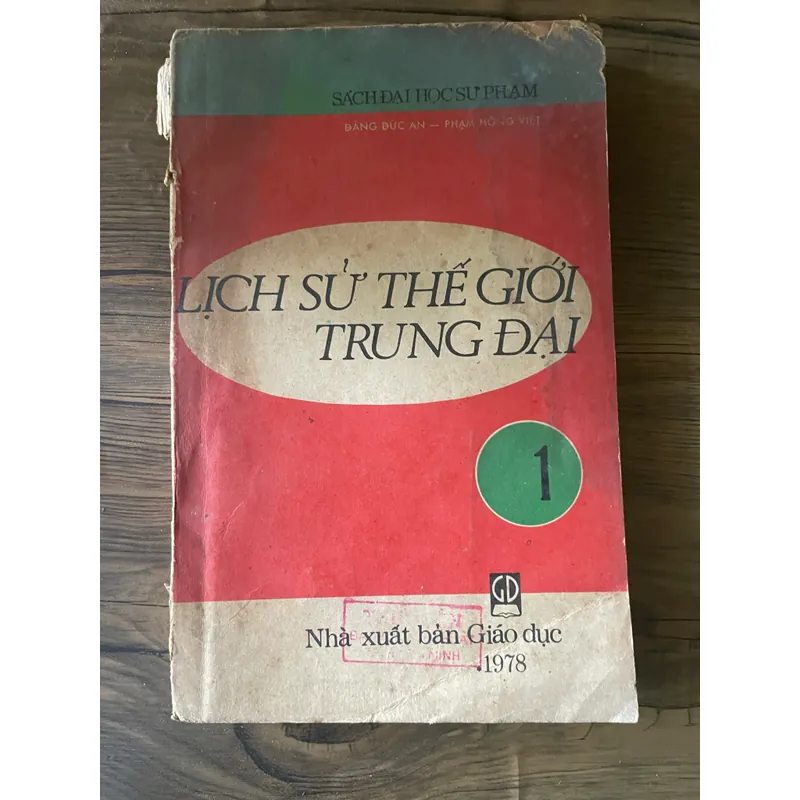 SÁCH ĐẠI HỌC SƯ PHẠM
ĐẶNG ĐỨC AN — PHẠM HỒNG VIỆT
LỊCH SỬ THẾ GIỚI
TRUNG ĐẠI
1
GD
Nhà xuất bản Giáo dục
1978
MINH